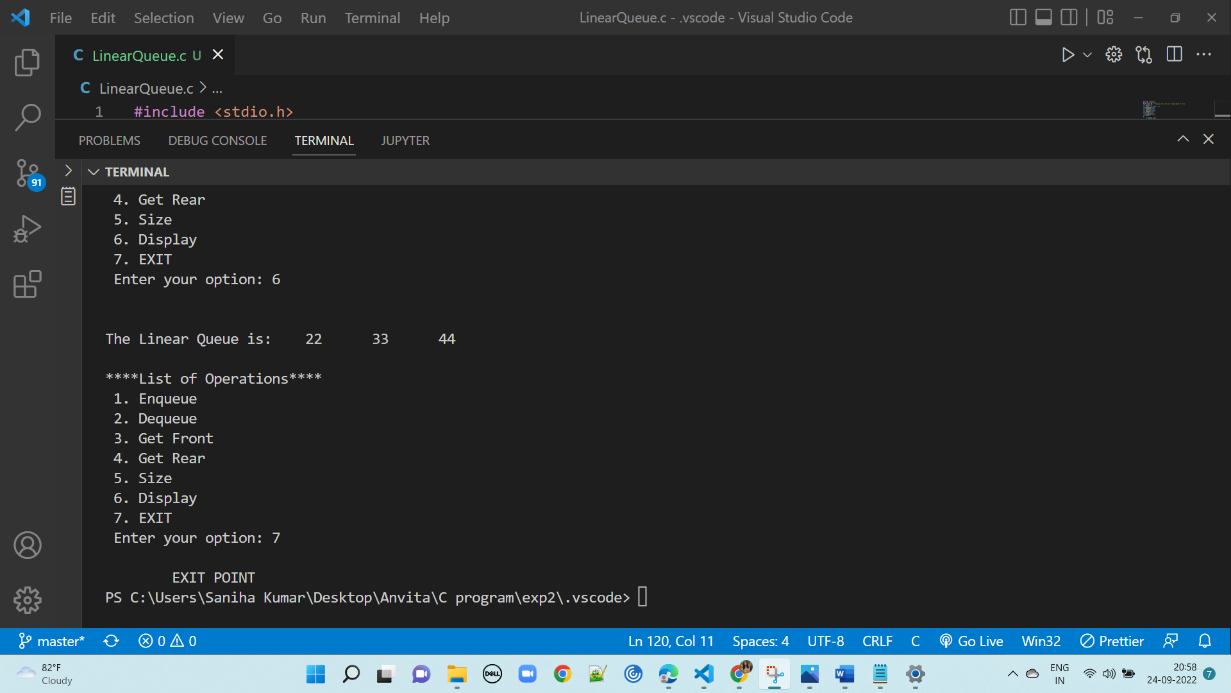 File Edit Selection View Go Run Terminal Help LinearQueue.c - .vscode - Visual Studio Code
C LinearQueue.c U
C LinearQueue.c > ...
1 #include <stdio.h>
PROBLEMS DEBUG CONSOLE TERMINAL JUPYTER
TERMINAL
4. Get Rear
5. Size
6. Display
7. EXIT
Enter your option: 6
The Linear Queue is: 22 33 44
****List of Operations****
1. Enqueue
2. Dequeue
3. Get Front
4. Get Rear
5. Size
6. Display
7. EXIT
Enter your option: 7
EXIT POINT
PS C:\Users\Saniha Kumar\Desktop\Anvita\C program\exp2\.vscode>
91
master* 0 0 Ln 120, Col 11 Spaces: 4 UTF-8 CRLF C Go Live Win32 Prettier
82°F
Cloudy
DELL
ENG
IN
20:58
24-09-2022
7